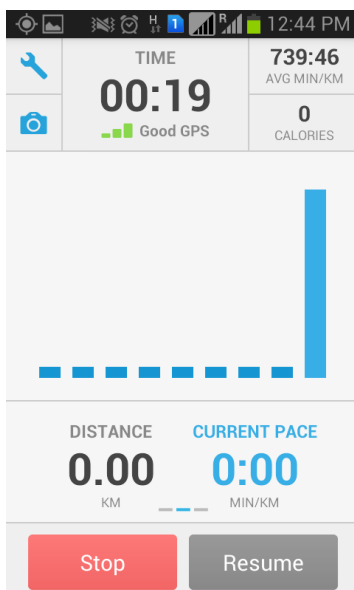 H 1 R 12:44 PM
TIME
00:19
Good GPS
739:46
AVG MIN/KM
0
CALORIES
DISTANCE
0.00
KM
CURRENT PACE
0:00
MIN/KM
Stop
Resume